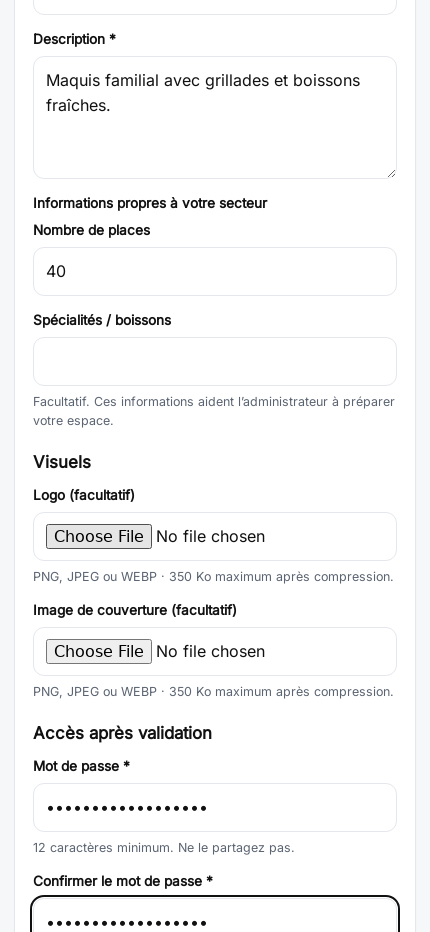 Description *
Maquis familial avec grillades et boissons
fraîches.
Informations propres à votre secteur
Nombre de places
40
Spécialités / boissons
Facultatif. Ces informations aident l’administrateur à préparer
votre espace.
Visuels
Logo (facultatif)
Choose File No file chosen
PNG, JPEG ou WEBP · 350 Ko maximum après compression.
Image de couverture (facultatif)
Choose File No file chosen
PNG, JPEG ou WEBP · 350 Ko maximum après compression.
Accès après validation
Mot de passe *
••••••••••••••••••
12 caractères minimum. Ne le partagez pas.
Confirmer le mot de passe *
••••••••••••••••••